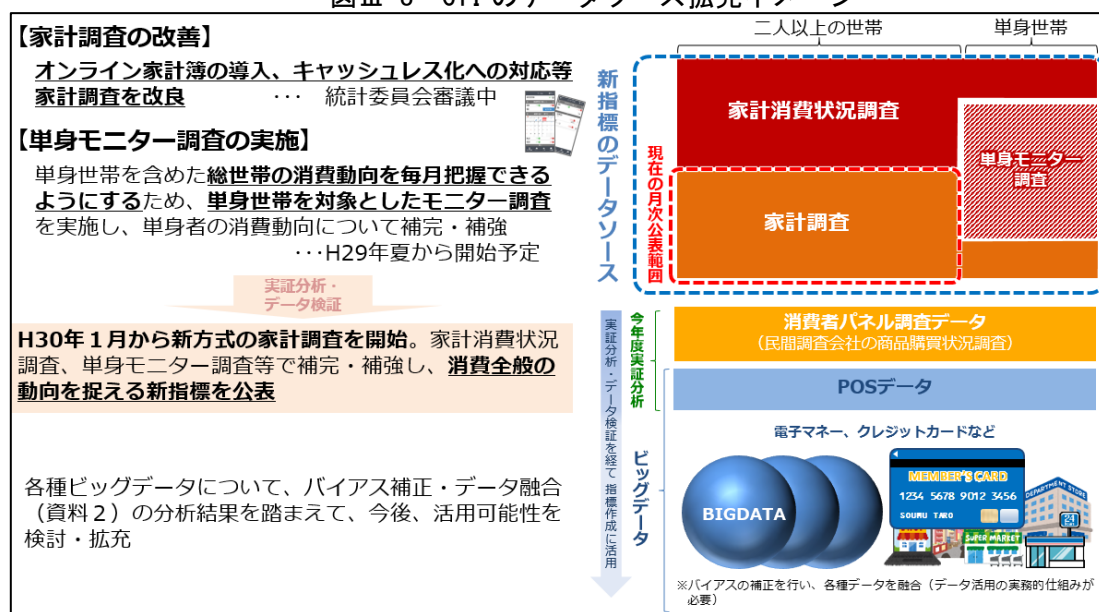 【家計調査の改善】
オンライン家計簿の導入、キャッシュレス化への対応等
家計調査を改良 ･･･ 統計委員会審議中
【単身モニター調査の実施】
単身世帯を含めた総世帯の消費動向を毎月把握できる
ようにするため、単身世帯を対象としたモニター調査
を実施し、単身者の消費動向について補完・補強
･･･H29年夏から開始予定
実証分析・
データ検証
H30年１月から新方式の家計調査を開始。家計消費状況
調査、単身モニター調査等で補完・補強し、消費全般の
動向を捉える新指標を公表
各種ビッグデータについて、バイアス補正・データ融合
（資料２）の分析結果を踏まえて、今後、活用可能性を
検討・拡充
二人以上の世帯
単身世帯
新指標のデータソース
現在の月次公表範囲
家計消費状況調査
単身モニター
調査
家計調査
実証分析・データ検証を経て 指標作成に活用
今年度実証分析
消費者パネル調査データ
（民間調査会社の商品購買状況調査）
POSデータ
ビッグデータ
電子マネー、クレジットカードなど
BIGDATA
MEMBER'S CARD
1234 5678 9012 3456
SOUMU TARO
DEPARTMENT STORE
SUPER MARKET
24
※バイアスの補正を行い、各種データを融合（データ活用の実務的仕組みが
必要）